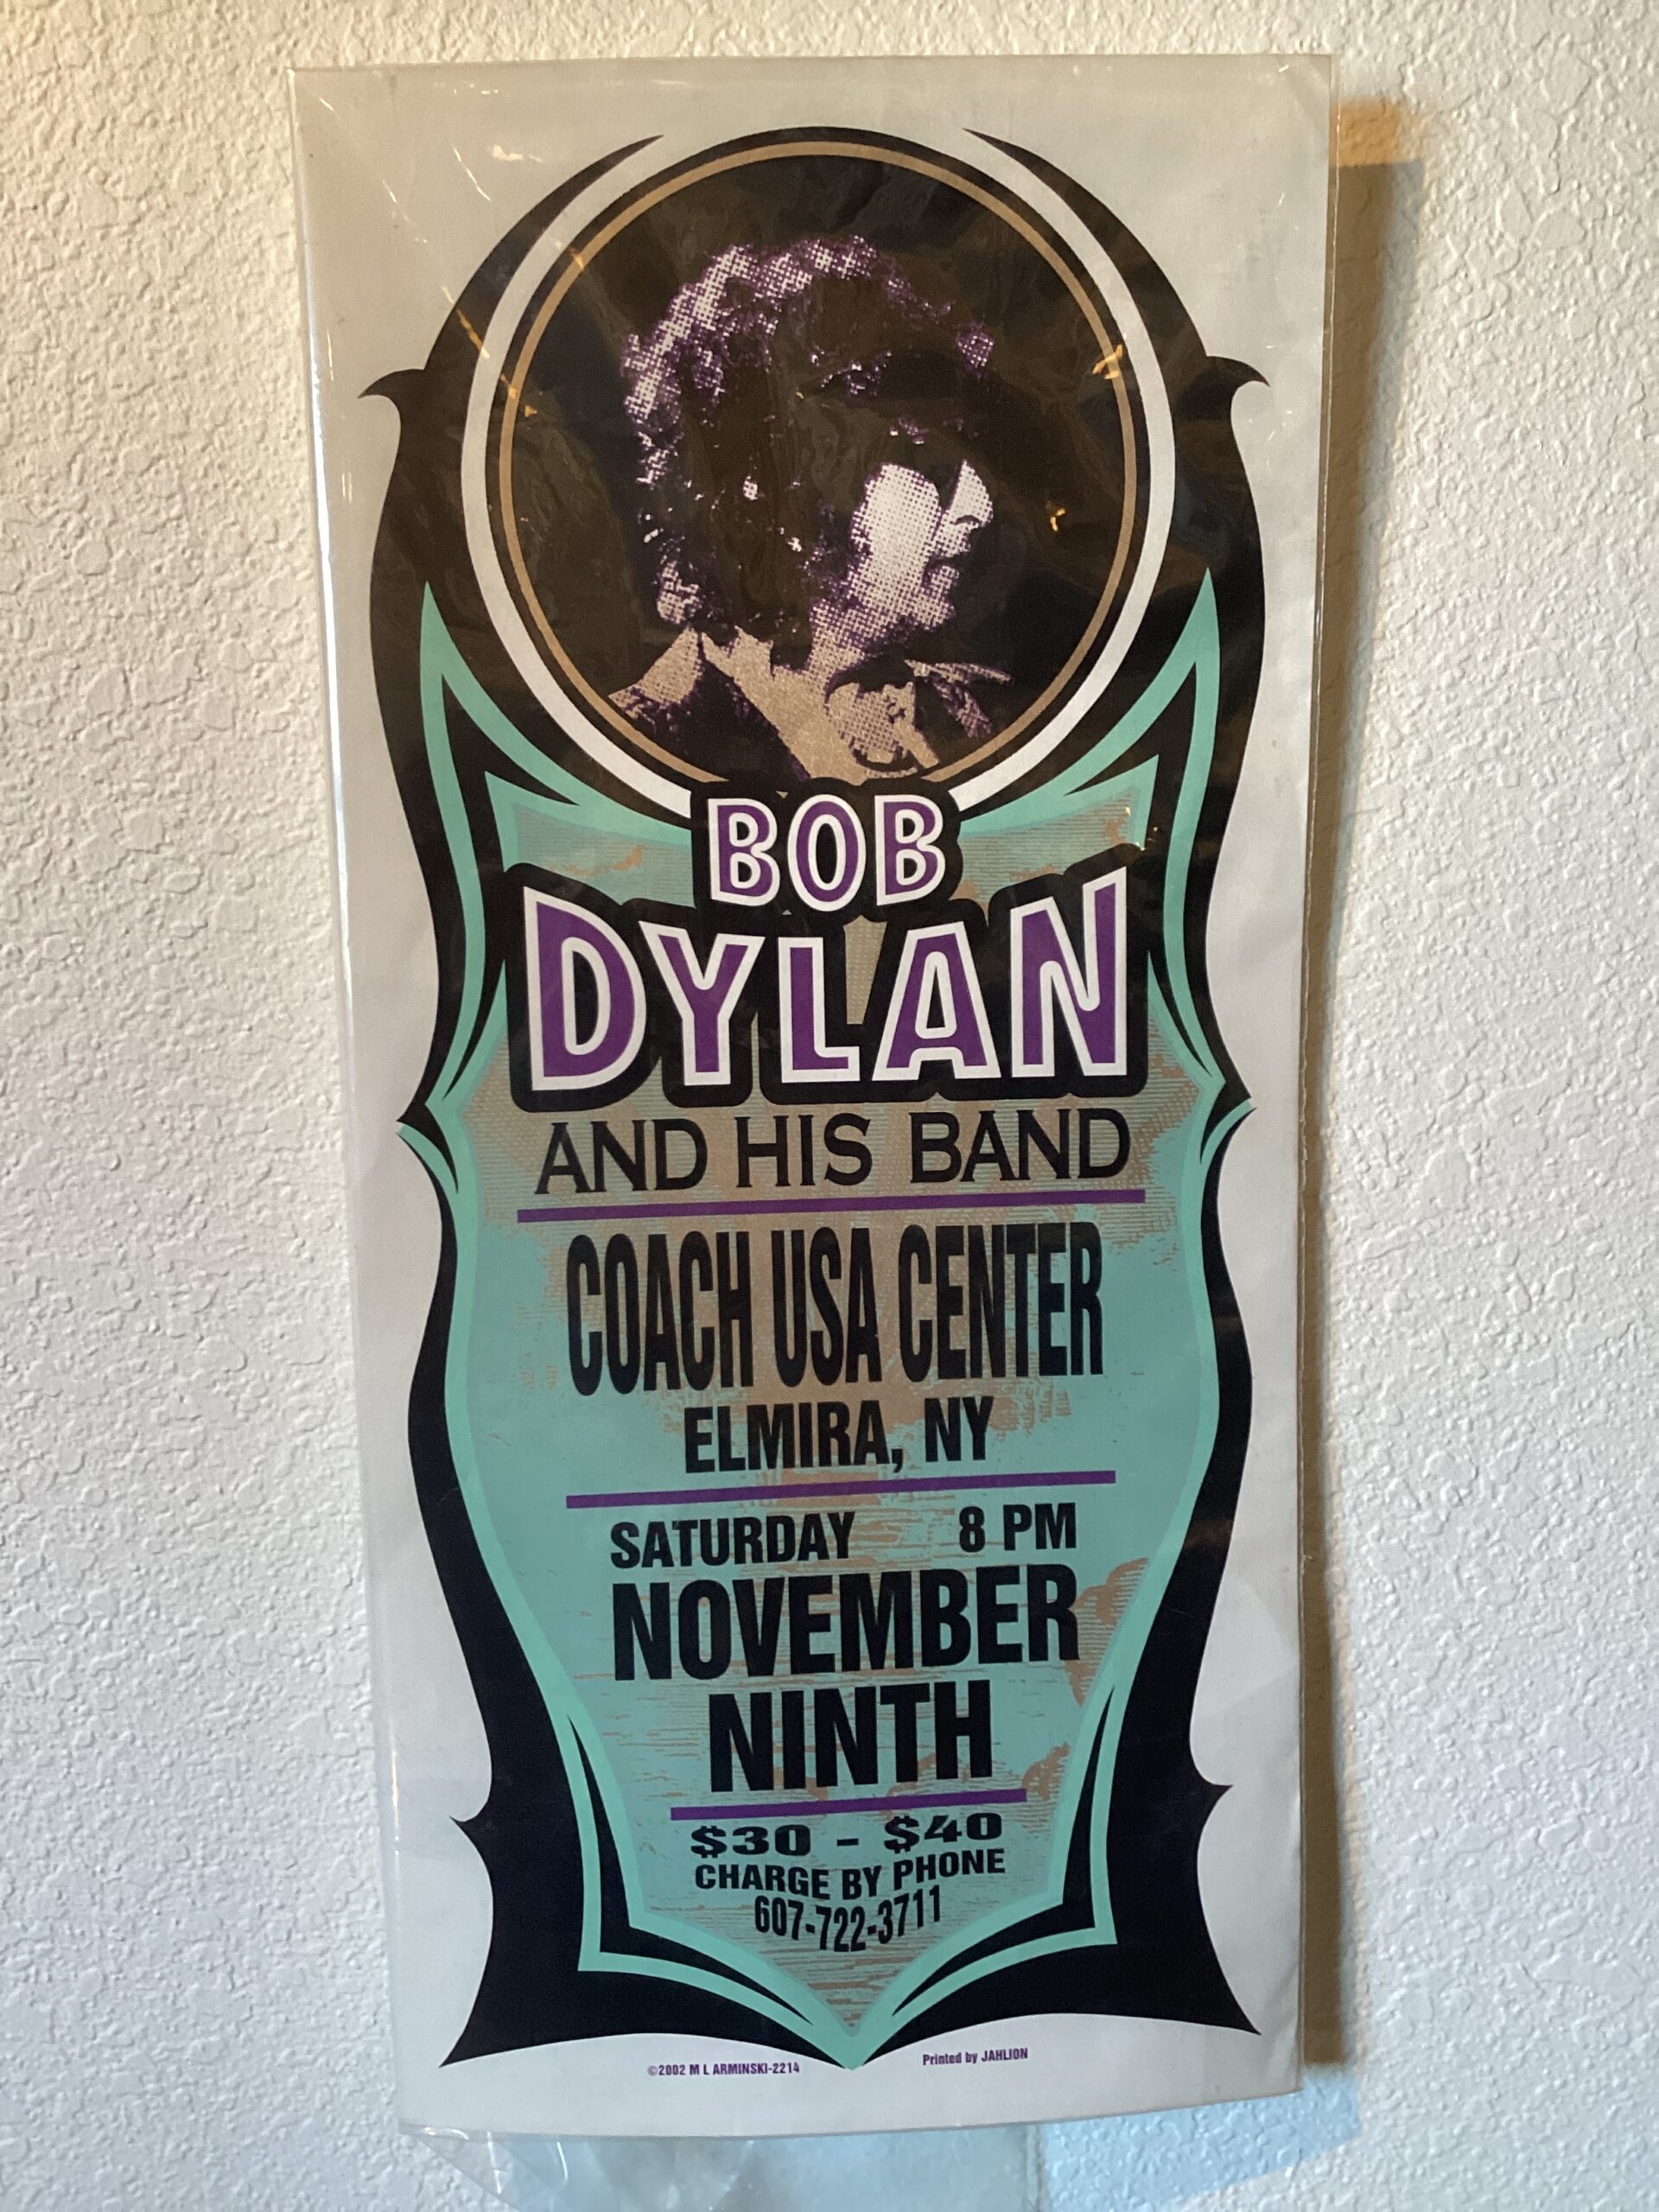 BOB
DYLAN
AND HIS BAND
COACH USA CENTER
ELMIRA, NY
SATURDAY 8 PM
NOVEMBER
NINTH
$30 - $40
CHARGE BY PHONE
607-722-3711
©2002 M L ARMINSKI-2214 Printed by JAHLION